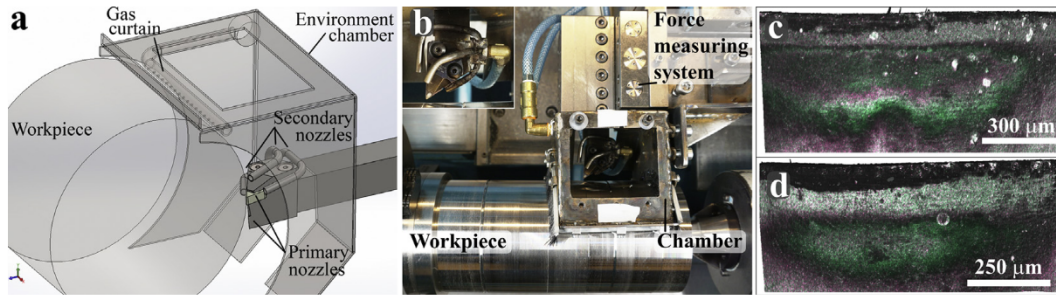 a
Gas
curtain
Environment
chamber
Workpiece
Secondary
nozzles
Primary
nozzles
b
Force
measuring
system
Workpiece
Chamber
c
300 μm
d
250 μm